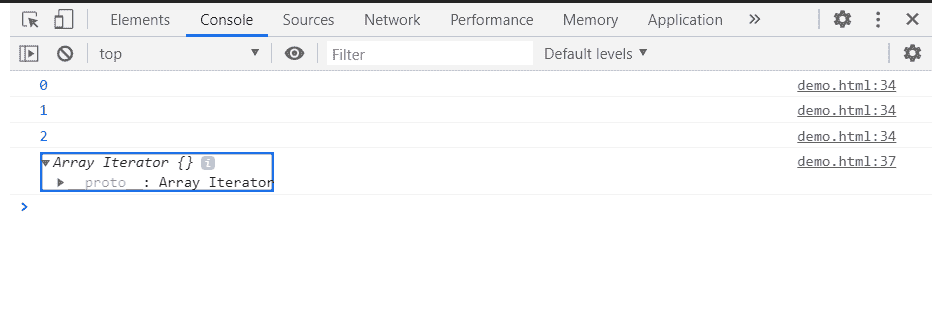 Elements Console Sources Network Performance Memory Application »
top Filter Default levels
0 demo.html:34
1 demo.html:34
2 demo.html:34
Array Iterator {} i demo.html:37
__proto__: Array Iterator
>